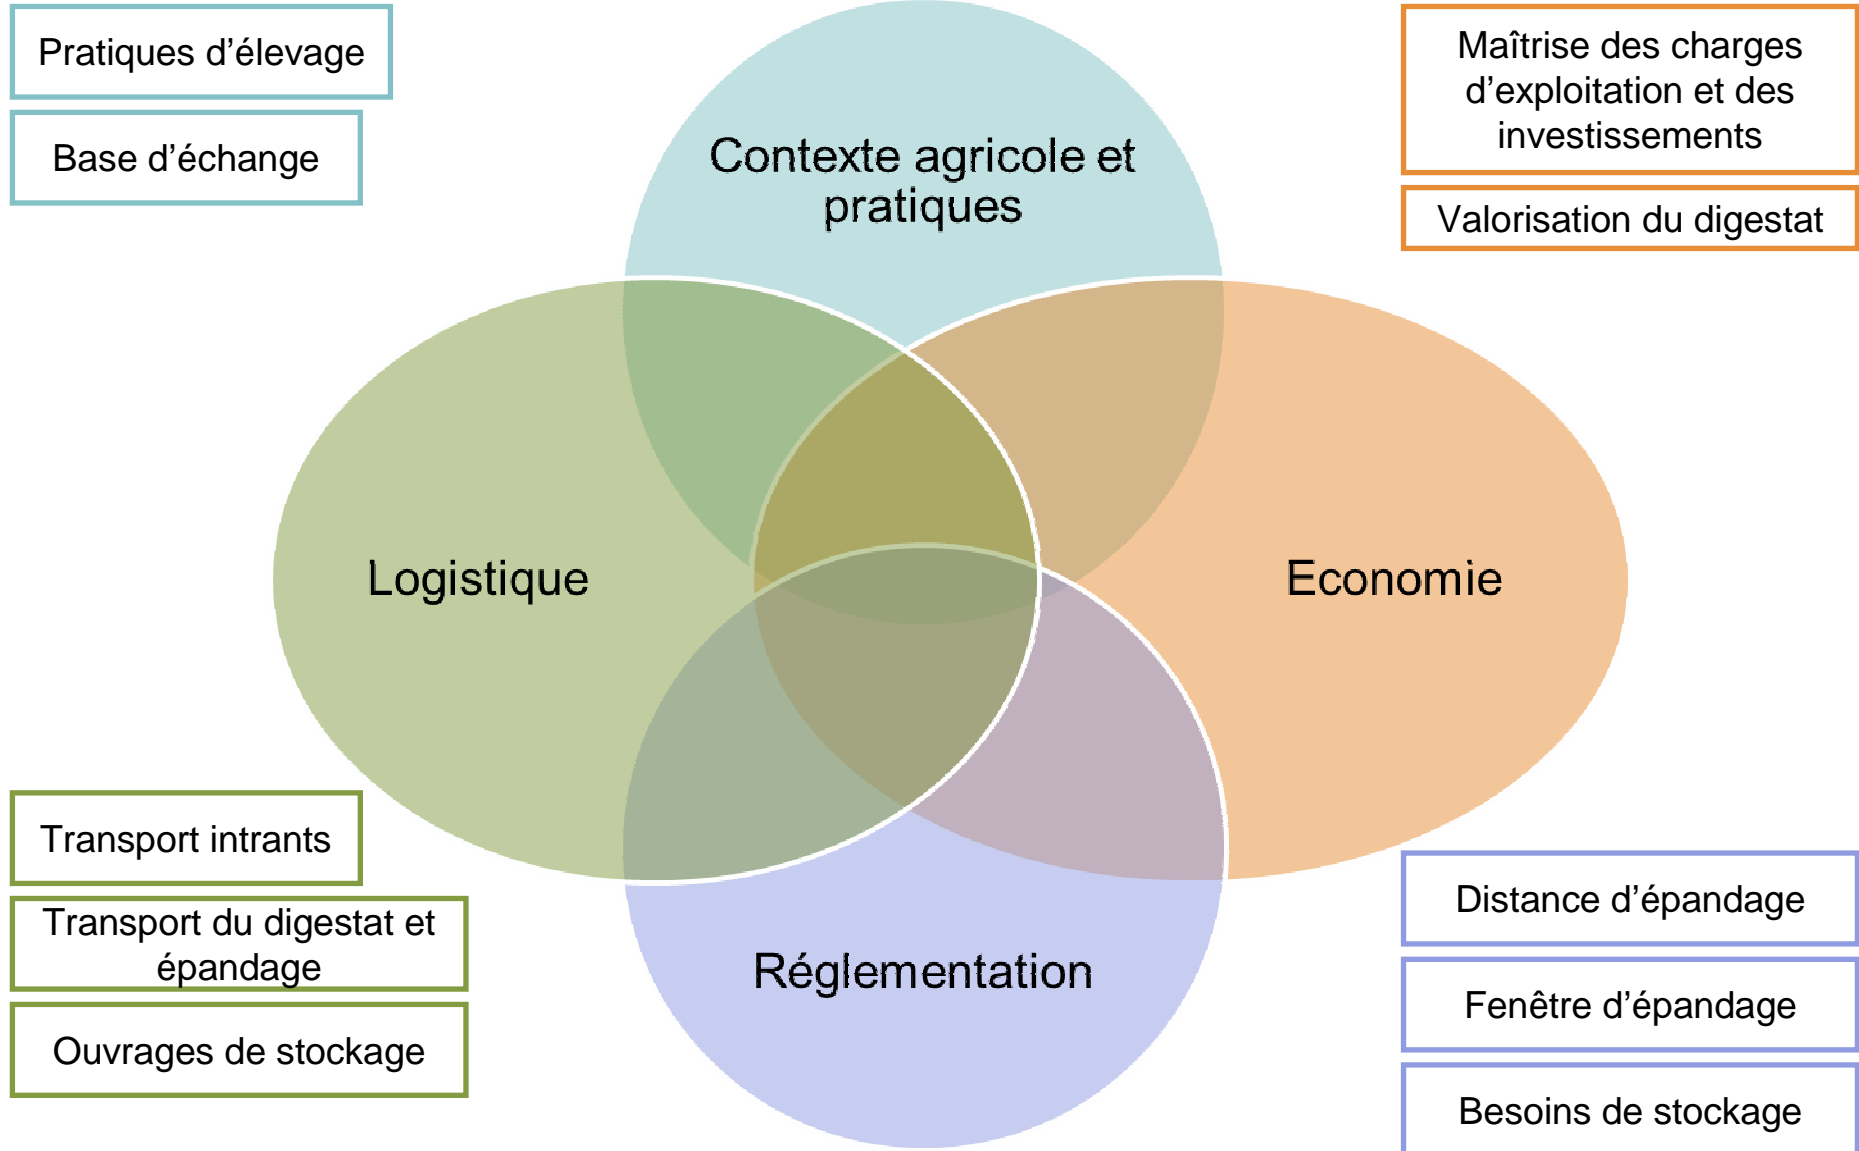 Pratiques d’élevage
Base d’échange
Maîtrise des charges
d’exploitation et des
investissements
Valorisation du digestat
Contexte agricole et
pratiques
Logistique
Economie
Réglementation
Transport intrants
Transport du digestat et
épandage
Ouvrages de stockage
Distance d’épandage
Fenêtre d’épandage
Besoins de stockage